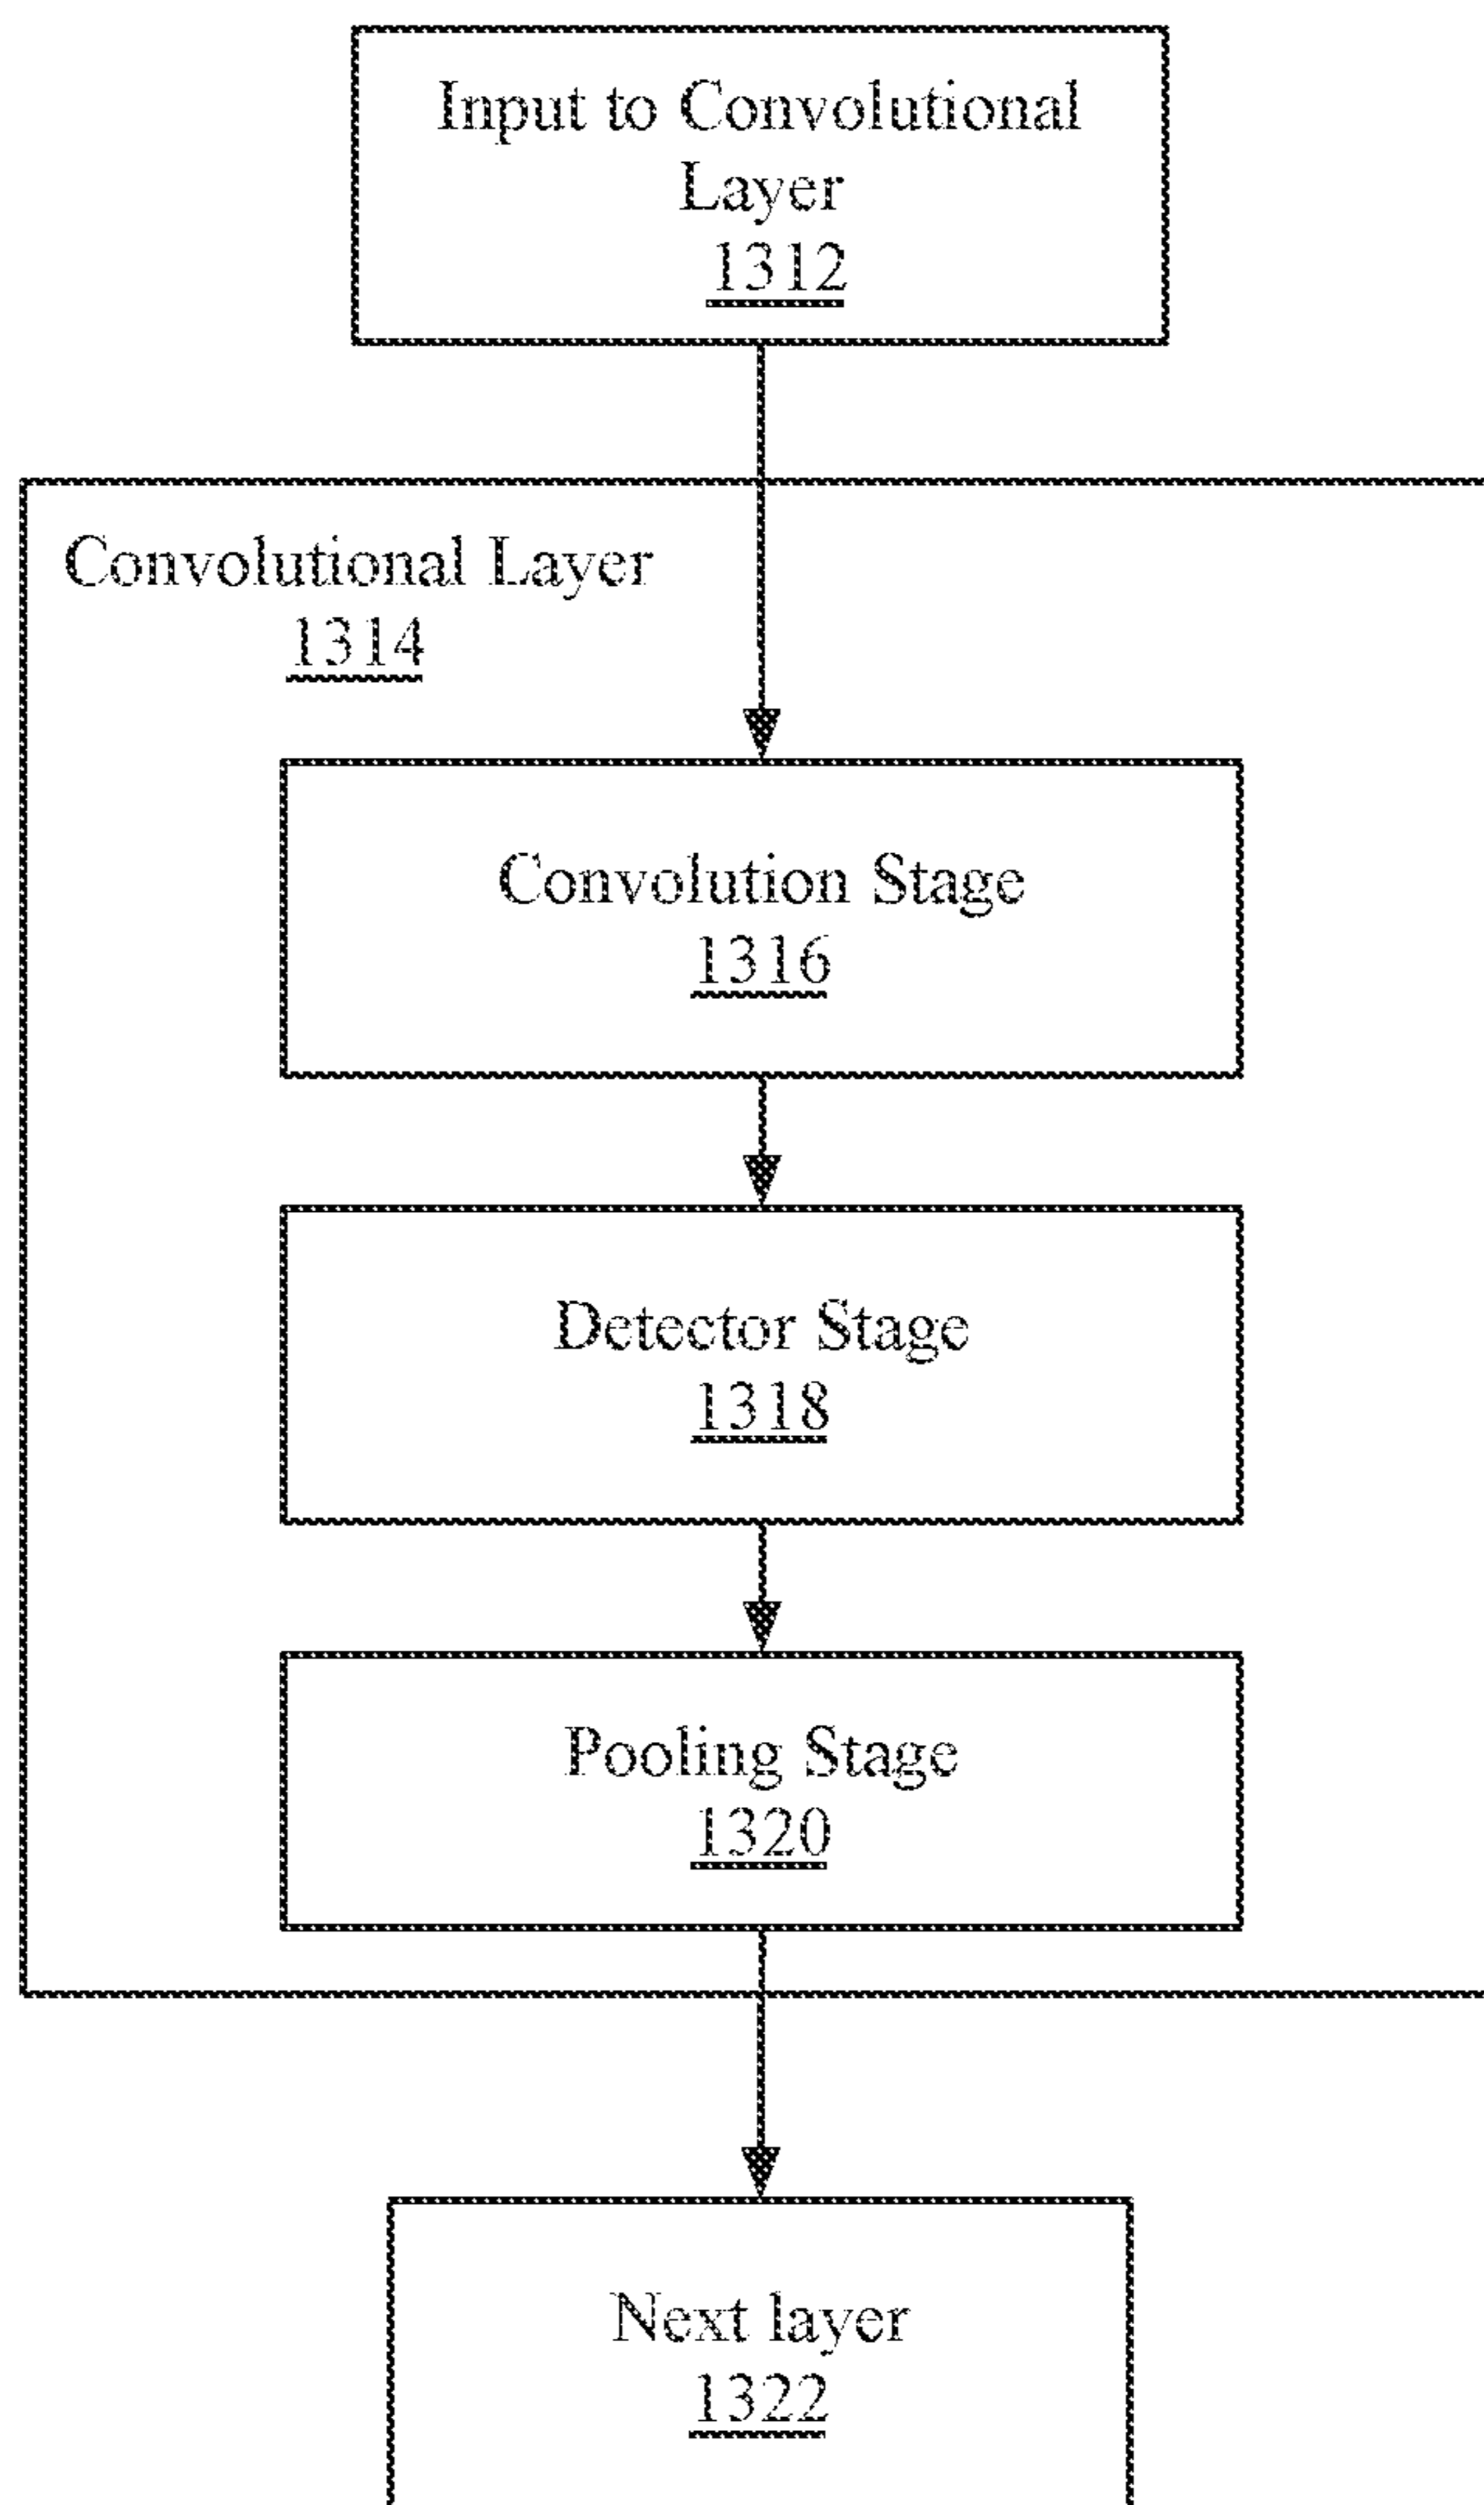 Input to Convolutional
Layer
1312
Convolutional Layer
1314
Convolution Stage
1316
Detector Stage
1318
Pooling Stage
1320
Next layer
1322